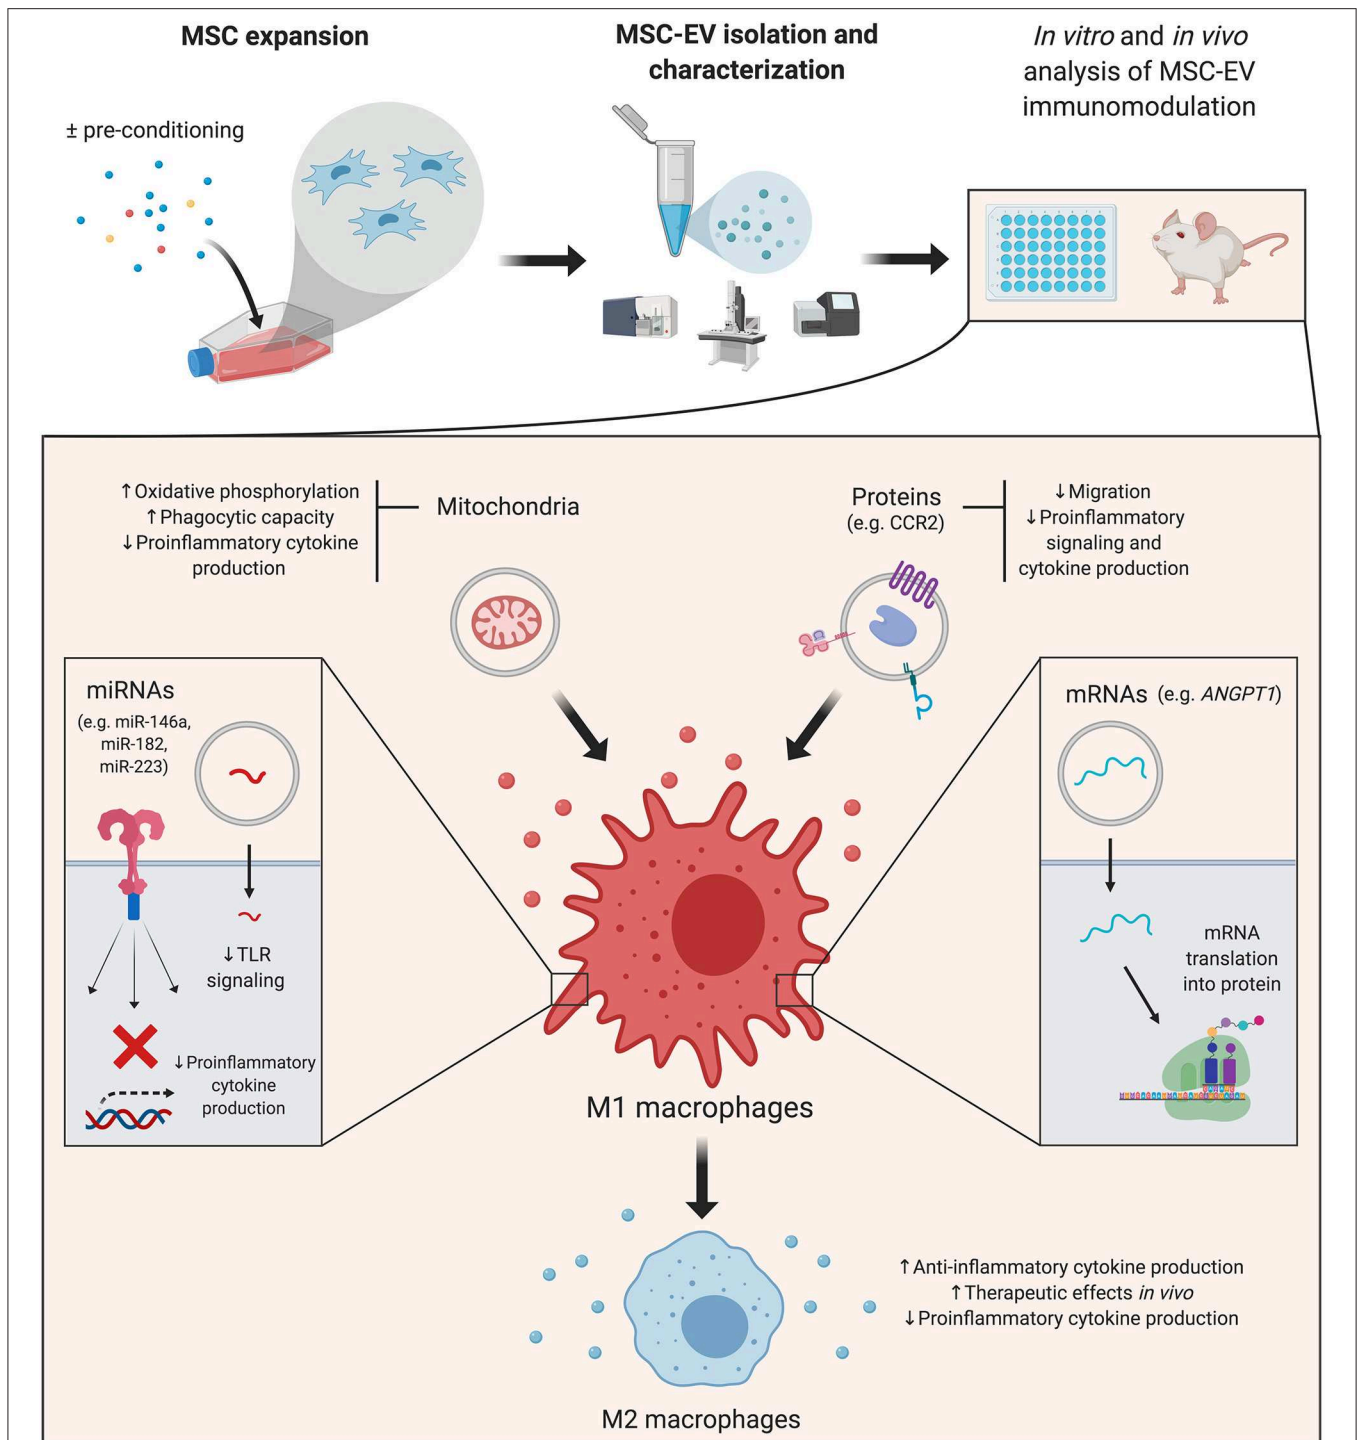 MSC expansion
MSC-EV isolation and
characterization
In vitro and in vivo
analysis of MSC-EV
immunomodulation
± pre-conditioning
↑Oxidative phosphorylation
↑Phagocytic capacity
↓Proinflammatory cytokine
production
Mitochondria
Proteins
(e.g. CCR2)
↓Migration
↓Proinflammatory
signaling and
cytokine production
miRNAs
(e.g. miR-146a,
miR-182,
miR-223)
↓TLR
signaling
↓Proinflammatory
cytokine
production
mRNAs (e.g. ANGPT1)
mRNA
translation
into protein
M1 macrophages
↑Anti-inflammatory cytokine production
↑Therapeutic effects in vivo
↓Proinflammatory cytokine production
M2 macrophages